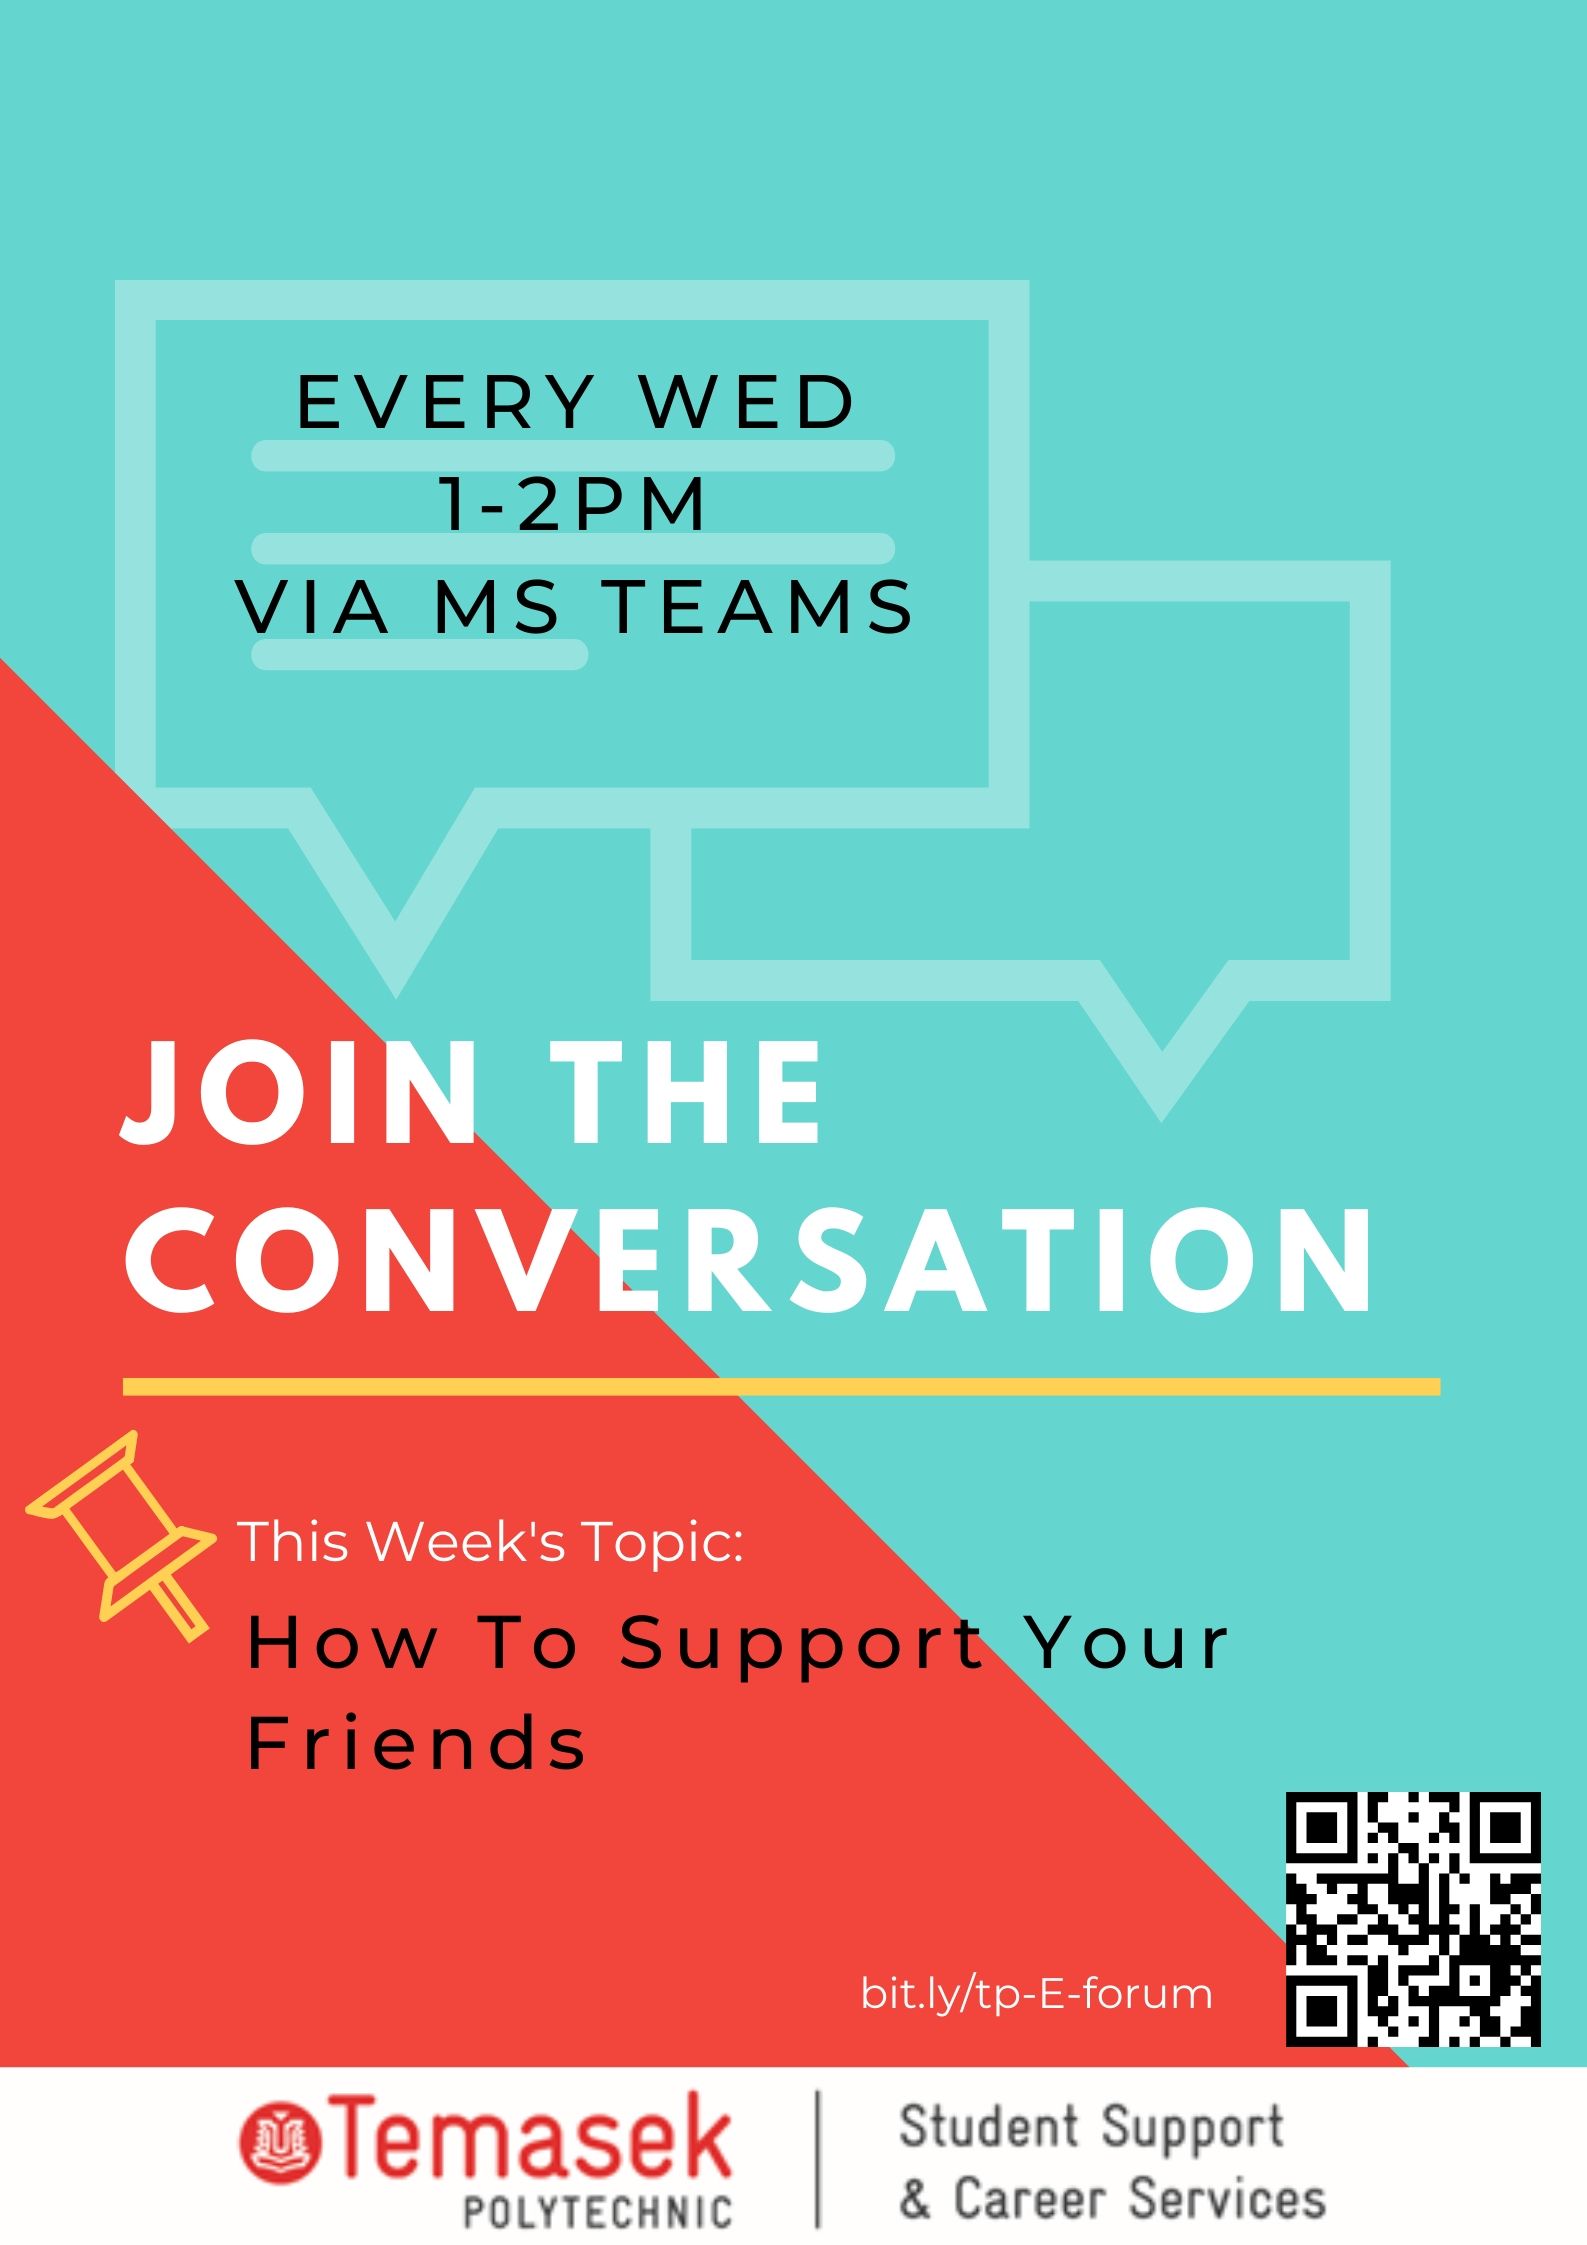 EVERY WED
1-2PM
VIA MS TEAMS
JOIN THE
CONVERSATION
This Week's Topic:
How To Support Your
Friends
bit.ly/tp-E-forum
Temasek
POLYTECHNIC
Student Support
& Career Services